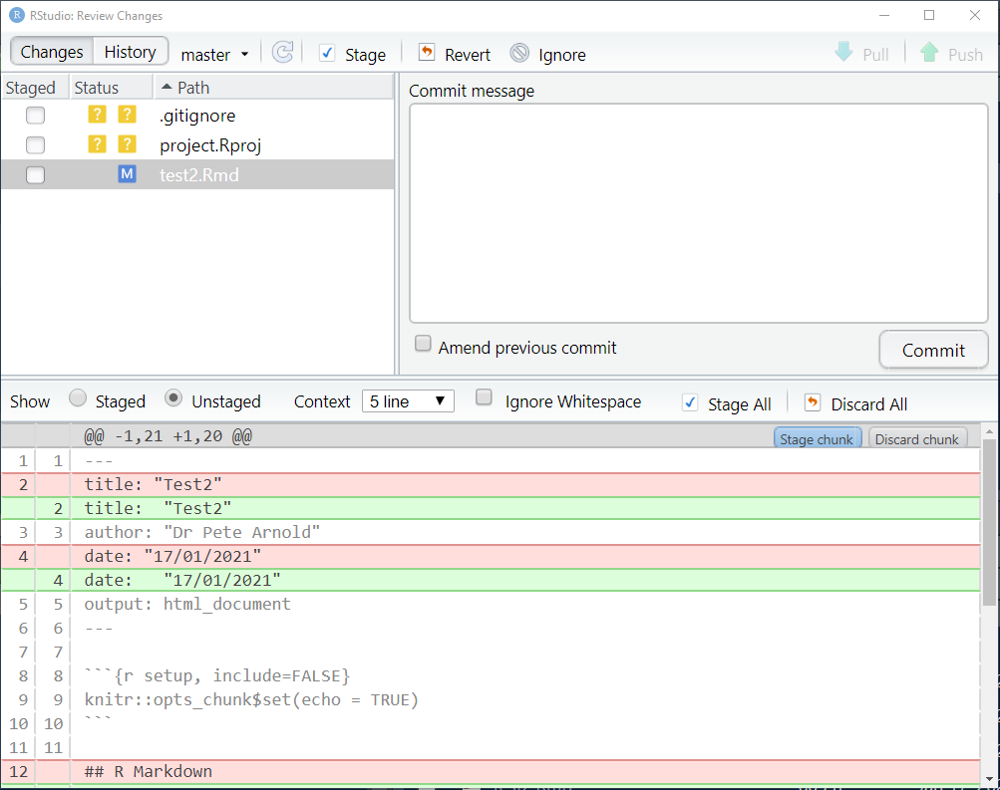 R RStudio: Review Changes
Changes History master Stage Revert Ignore Pull Push
Staged Status Path
? ? .gitignore
? ? project.Rproj
M test2.Rmd
Commit message
Amend previous commit Commit
Show Staged Unstaged Context 5 line Ignore Whitespace Stage All Discard All
@@ -1,21 +1,20 @@ Stage chunk Discard chunk
1 1 ---
2 title: "Test2"
2 title:  "Test2"
3 3 author: "Dr Pete Arnold"
4 date: "17/01/2021"
4 date:   "17/01/2021"
5 5 output: html_document
6 6 ---
7 7
8 8 ```{r setup, include=FALSE}
9 9 knitr::opts_chunk$set(echo = TRUE)
10 10 ```
11 11
12 ## R Markdown